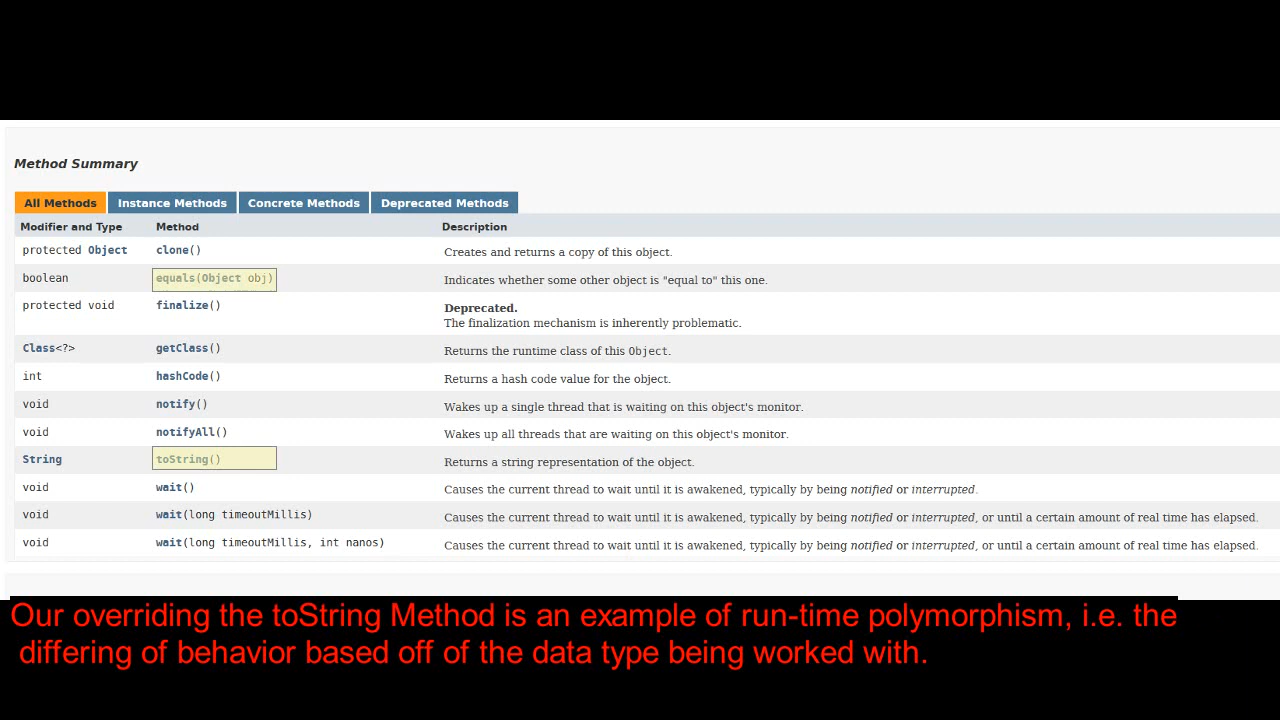 Method Summary
All Methods Instance Methods Concrete Methods Deprecated Methods
Modifier and Type Method Description
protected Object clone() Creates and returns a copy of this object.
boolean equals(Object obj) Indicates whether some other object is "equal to" this one.
protected void finalize() Deprecated.
The finalization mechanism is inherently problematic.
Class<?> getClass() Returns the runtime class of this Object.
int hashCode() Returns a hash code value for the object.
void notify() Wakes up a single thread that is waiting on this object's monitor.
void notifyAll() Wakes up all threads that are waiting on this object's monitor.
String toString() Returns a string representation of the object.
void wait() Causes the current thread to wait until it is awakened, typically by being notified or interrupted.
void wait(long timeoutMillis) Causes the current thread to wait until it is awakened, typically by being notified or interrupted, or until a certain amount of real time has elapsed.
void wait(long timeoutMillis, int nanos) Causes the current thread to wait until it is awakened, typically by being notified or interrupted, or until a certain amount of real time has elapsed.
Our overriding the toString Method is an example of run-time polymorphism, i.e. the
differing of behavior based off of the data type being worked with.